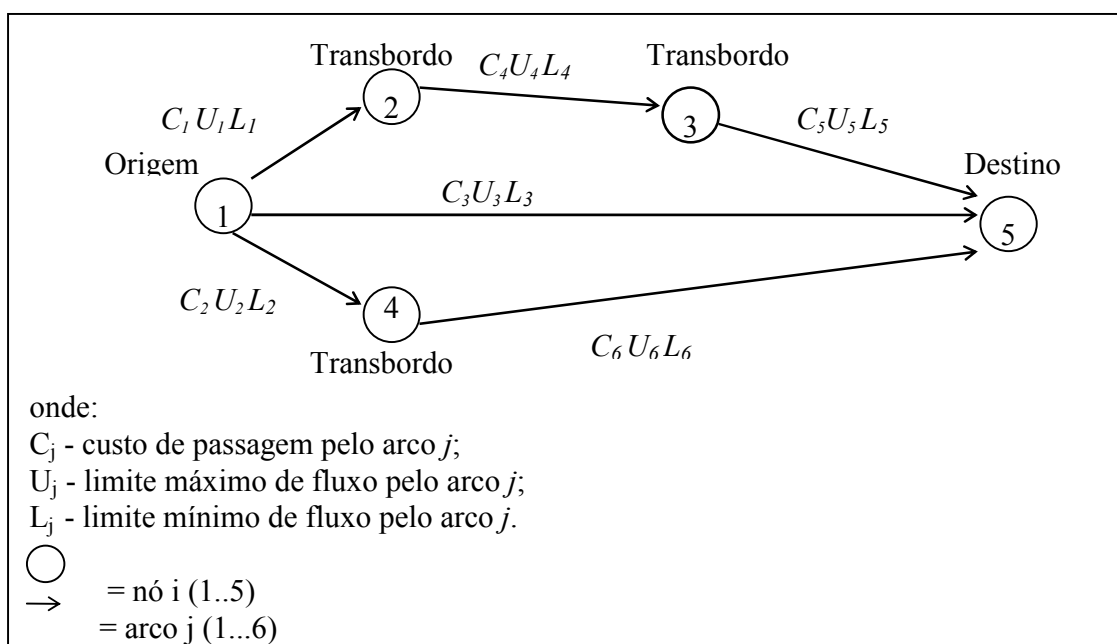 Transbordo
C₄U₄L₄
Transbordo
2
3
C₁U₁L₁
C₅U₅L₅
Origem
Destino
C₃U₃L₃
1
5
C₂U₂L₂
4
C₆U₆L₆
Transbordo
onde:
Cⱼ - custo de passagem pelo arco j;
Uⱼ - limite máximo de fluxo pelo arco j;
Lⱼ - limite mínimo de fluxo pelo arco j.
= nó i (1..5)
= arco j (1...6)